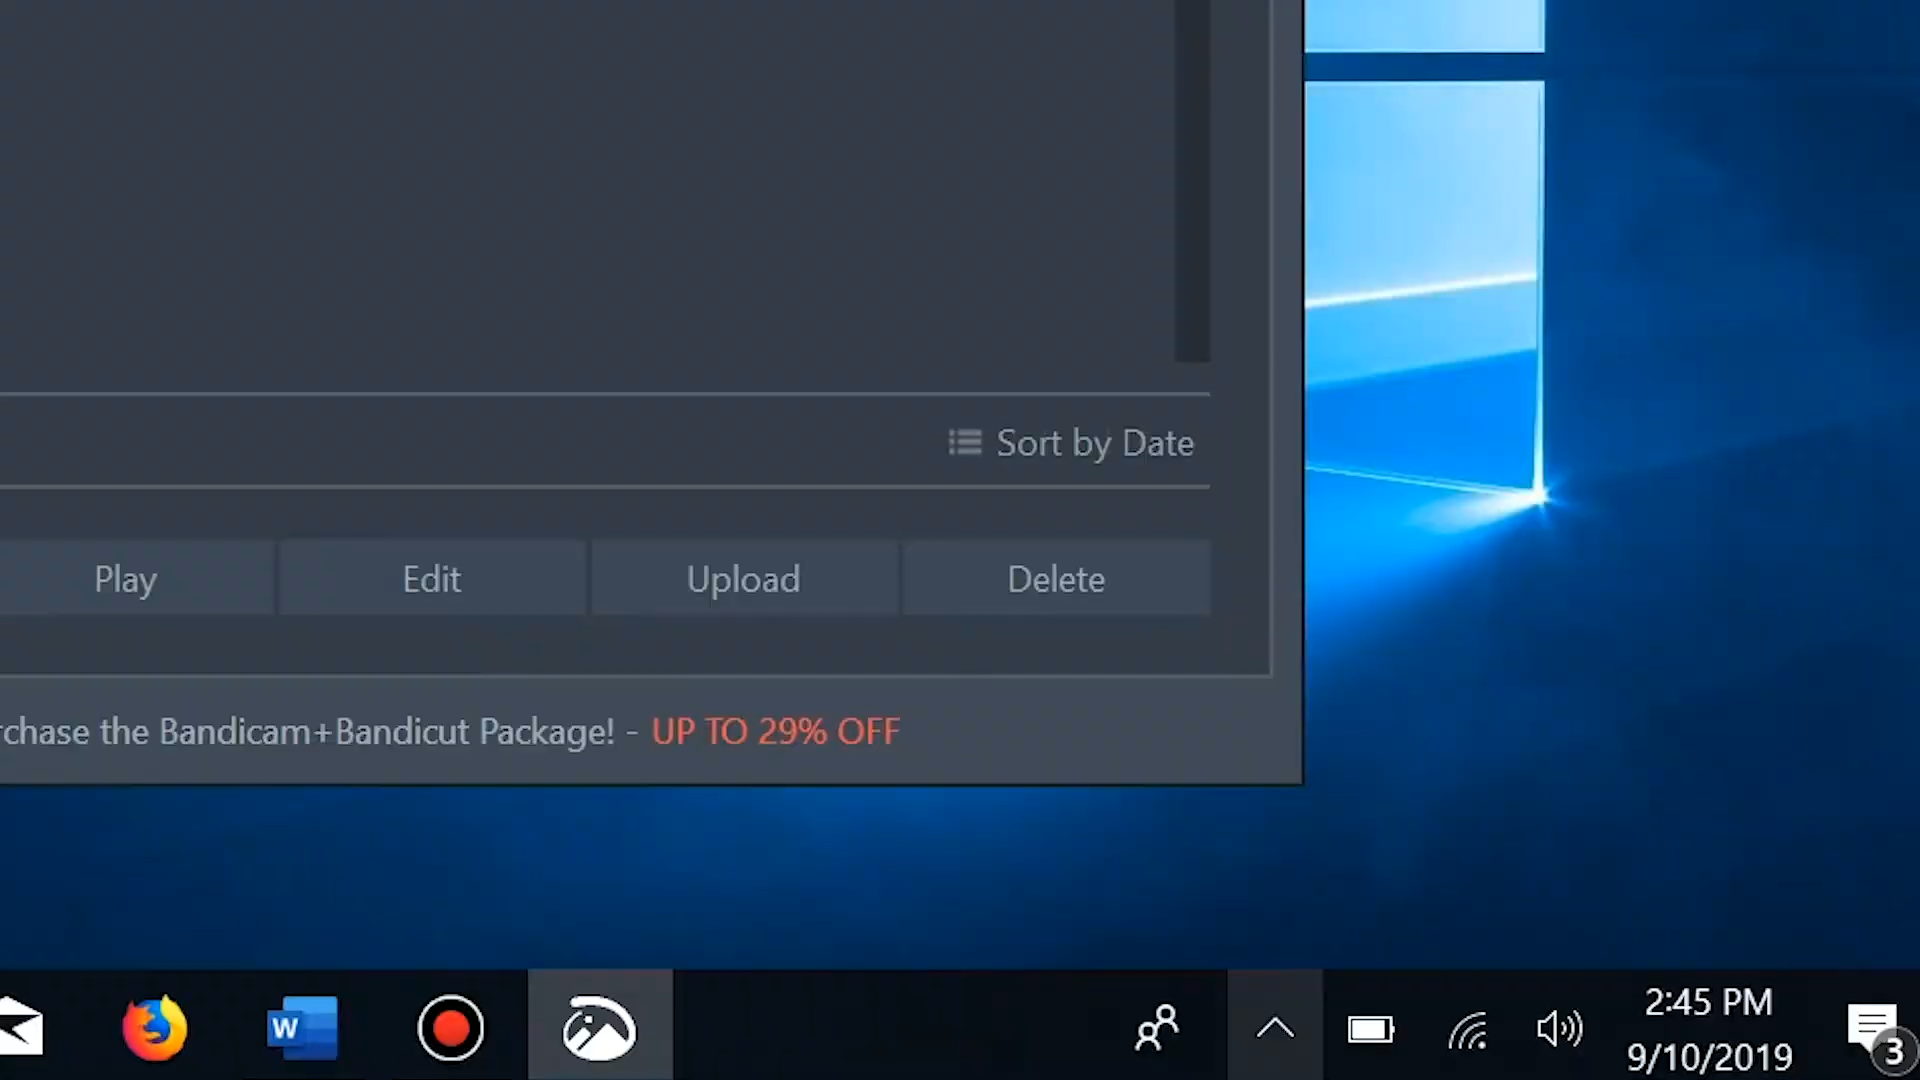 Sort by Date
Play
Edit
Upload
Delete
the Bandicam+Bandicut Package! - UP TO 29% OFF
W
2:45 PM
9/10/2019
3